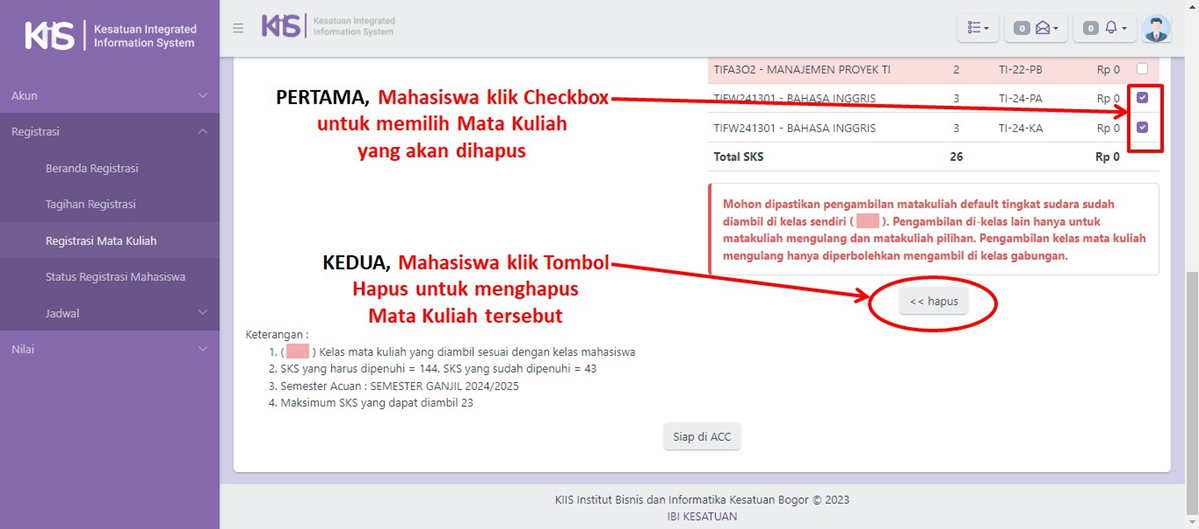 KIIS
Kesatuan Integrated
Information System
KIIS
Kesatuan Integrated
Information System
0
0
Akun
Registrasi
Beranda Registrasi
Tagihan Registrasi
Registrasi Mata Kuliah
Status Registrasi Mahasiswa
Jadwal
Nilai
TIFA3O2 - MANAJEMEN PROYEK TI 2 TI-22-PB Rp 0
TIFW241301 - BAHASA INGGRIS 3 TI-24-PA Rp 0
TIFW241301 - BAHASA INGGRIS 3 TI-24-KA Rp 0
Total SKS 26 Rp 0
PERTAMA, Mahasiswa klik Checkbox
untuk memilih Mata Kuliah
yang akan dihapus
Mohon dipastikan pengambilan matakuliah default tingkat sudara sudah
diambil di kelas sendiri ( ). Pengambilan di-kelas lain hanya untuk
matakuliah mengulang dan matakuliah pilihan. Pengambilan kelas mata kuliah
mengulang hanya diperbolehkan mengambil di kelas gabungan.
KEDUA, Mahasiswa klik Tombol
Hapus untuk menghapus
Mata Kuliah tersebut
<< hapus
Keterangan :
1. ( ) Kelas mata kuliah yang diambil sesuai dengan kelas mahasiswa
2. SKS yang harus dipenuhi = 144. SKS yang sudah dipenuhi = 43
3. Semester Acuan : SEMESTER GANJIL 2024/2025
4. Maksimum SKS yang dapat diambil 23
Siap di ACC
KIIS Institut Bisnis dan Informatika Kesatuan Bogor © 2023
IBI KESATUAN